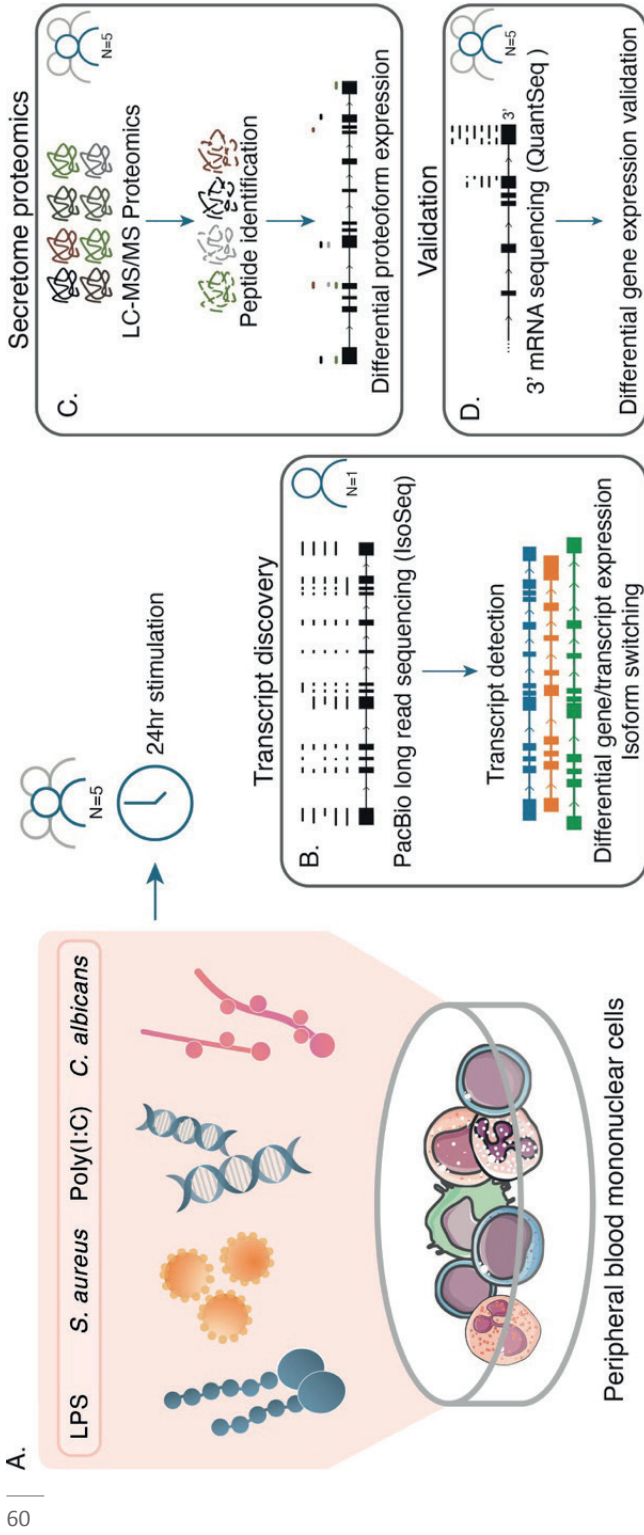 60
A.
LPS
S. aureus
Poly(I:C)
C. albicans
Peripheral blood mononuclear cells
N=5
24hr stimulation
Transcript discovery
B.
N=1
PacBio long read sequencing (IsoSeq)
Transcript detection
Differential gene/transcript expression
Isoform switching
Secretome proteomics
C.
N=5
LC-MS/MS Proteomics
Peptide identification
Differential proteoform expression
Validation
D.
N=5
3'
3' mRNA sequencing (QuantSeq )
Differential gene expression validation